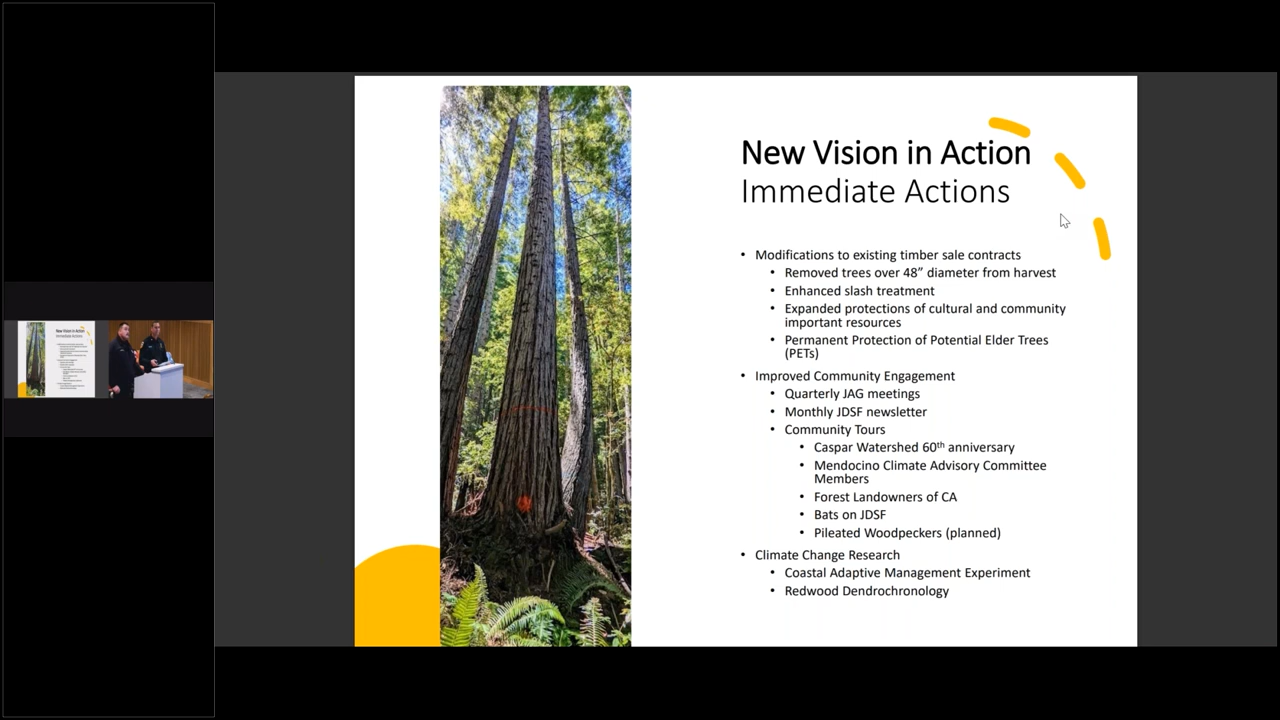 New Vision in Action
Immediate Actions
• Modifications to existing timber sale contracts
• Removed trees over 48” diameter from harvest
• Enhanced slash treatment
• Expanded protections of cultural and community
important resources
• Permanent Protection of Potential Elder Trees
(PETs)
• Improved Community Engagement
• Quarterly JAG meetings
• Monthly JDSF newsletter
• Community Tours
• Caspar Watershed 60th anniversary
• Mendocino Climate Advisory Committee
Members
• Forest Landowners of CA
• Bats on JDSF
• Pileated Woodpeckers (planned)
• Climate Change Research
• Coastal Adaptive Management Experiment
• Redwood Dendrochronology